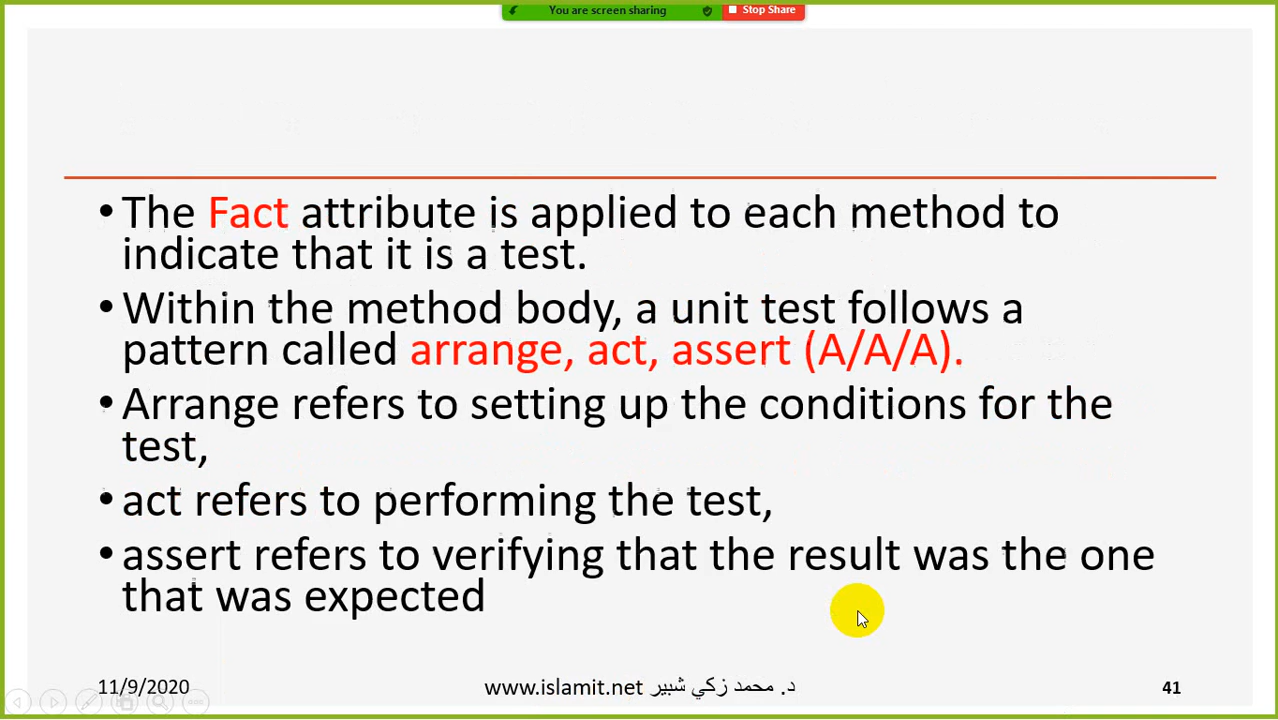 You are screen sharing Stop Share
•The Fact attribute is applied to each method to
indicate that it is a test.
•Within the method body, a unit test follows a
pattern called arrange, act, assert (A/A/A).
•Arrange refers to setting up the conditions for the
test,
•act refers to performing the test,
•assert refers to verifying that the result was the one
that was expected
11/9/2020 www.islamit.net د. محمد زكي شبير 41